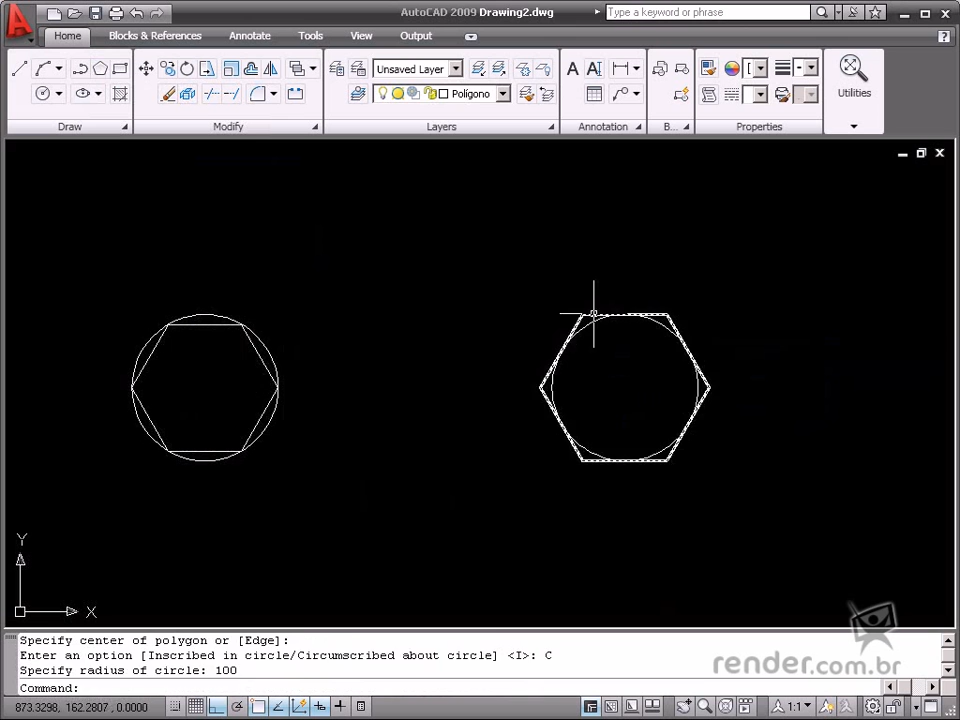 AutoCAD 2009 Drawing2.dwg
Type a keyword or phrase
Home Blocks & References Annotate Tools View Output
Unsaved Layer
Polígono
Utilities
Draw Modify Layers Annotation B... Properties
Y
X
Specify center of polygon or [Edge]:
Enter an option [Inscribed in circle/Circumscribed about circle] <I>: C
Specify radius of circle: 100
render.com.br
Command:
873.3298, 162.2807, 0.0000
1:1